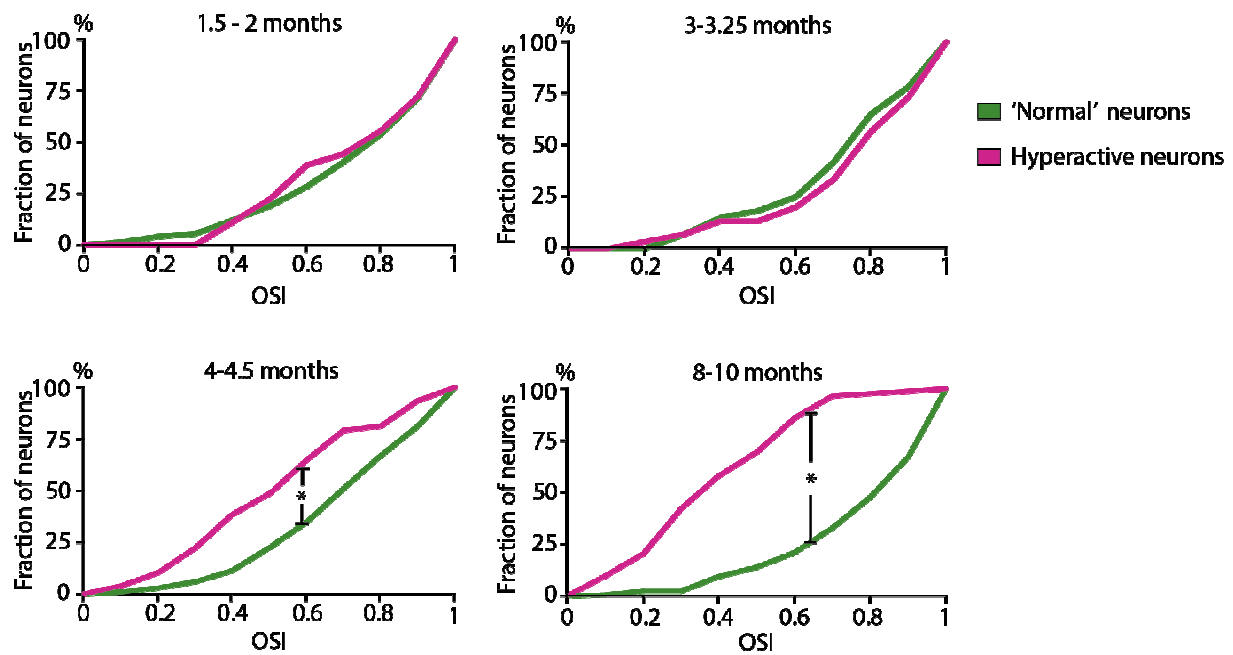 % 1.5 - 2 months
Fraction of neurons
100
75
50
25
0
0 0.2 0.4 0.6 0.8 1
OSI
% 3-3.25 months
Fraction of neurons
100
75
50
25
0
0 0.2 0.4 0.6 0.8 1
OSI
'Normal' neurons
Hyperactive neurons
% 4-4.5 months
Fraction of neurons
100
75
50
25
0
*
0 0.2 0.4 0.6 0.8 1
OSI
% 8-10 months
Fraction of neurons
100
75
50
25
0
*
0 0.2 0.4 0.6 0.8 1
OSI